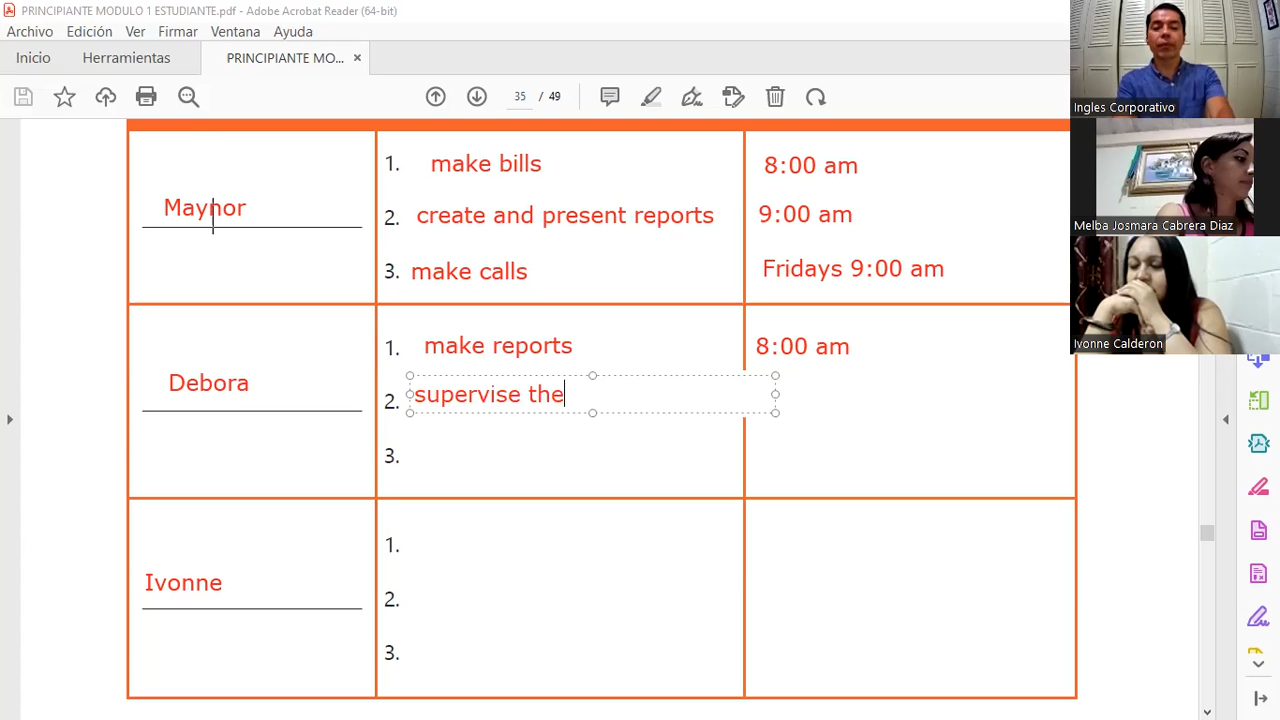 PRINCIPIANTE MODULO 1 ESTUDIANTE.pdf - Adobe Acrobat Reader (64-bit)
Archivo Edición Ver Firmar Ventana Ayuda
Inicio Herramientas PRINCIPIANTE MO... ×
35 / 49
Ingles Corporativo
Melba Josmara Cabrera Diaz
Ivonne Calderon
Maynor
1. make bills 8:00 am
2. create and present reports 9:00 am
3. make calls Fridays 9:00 am
Debora
1. make reports 8:00 am
2. supervise the
3.
Ivonne
1.
2.
3.